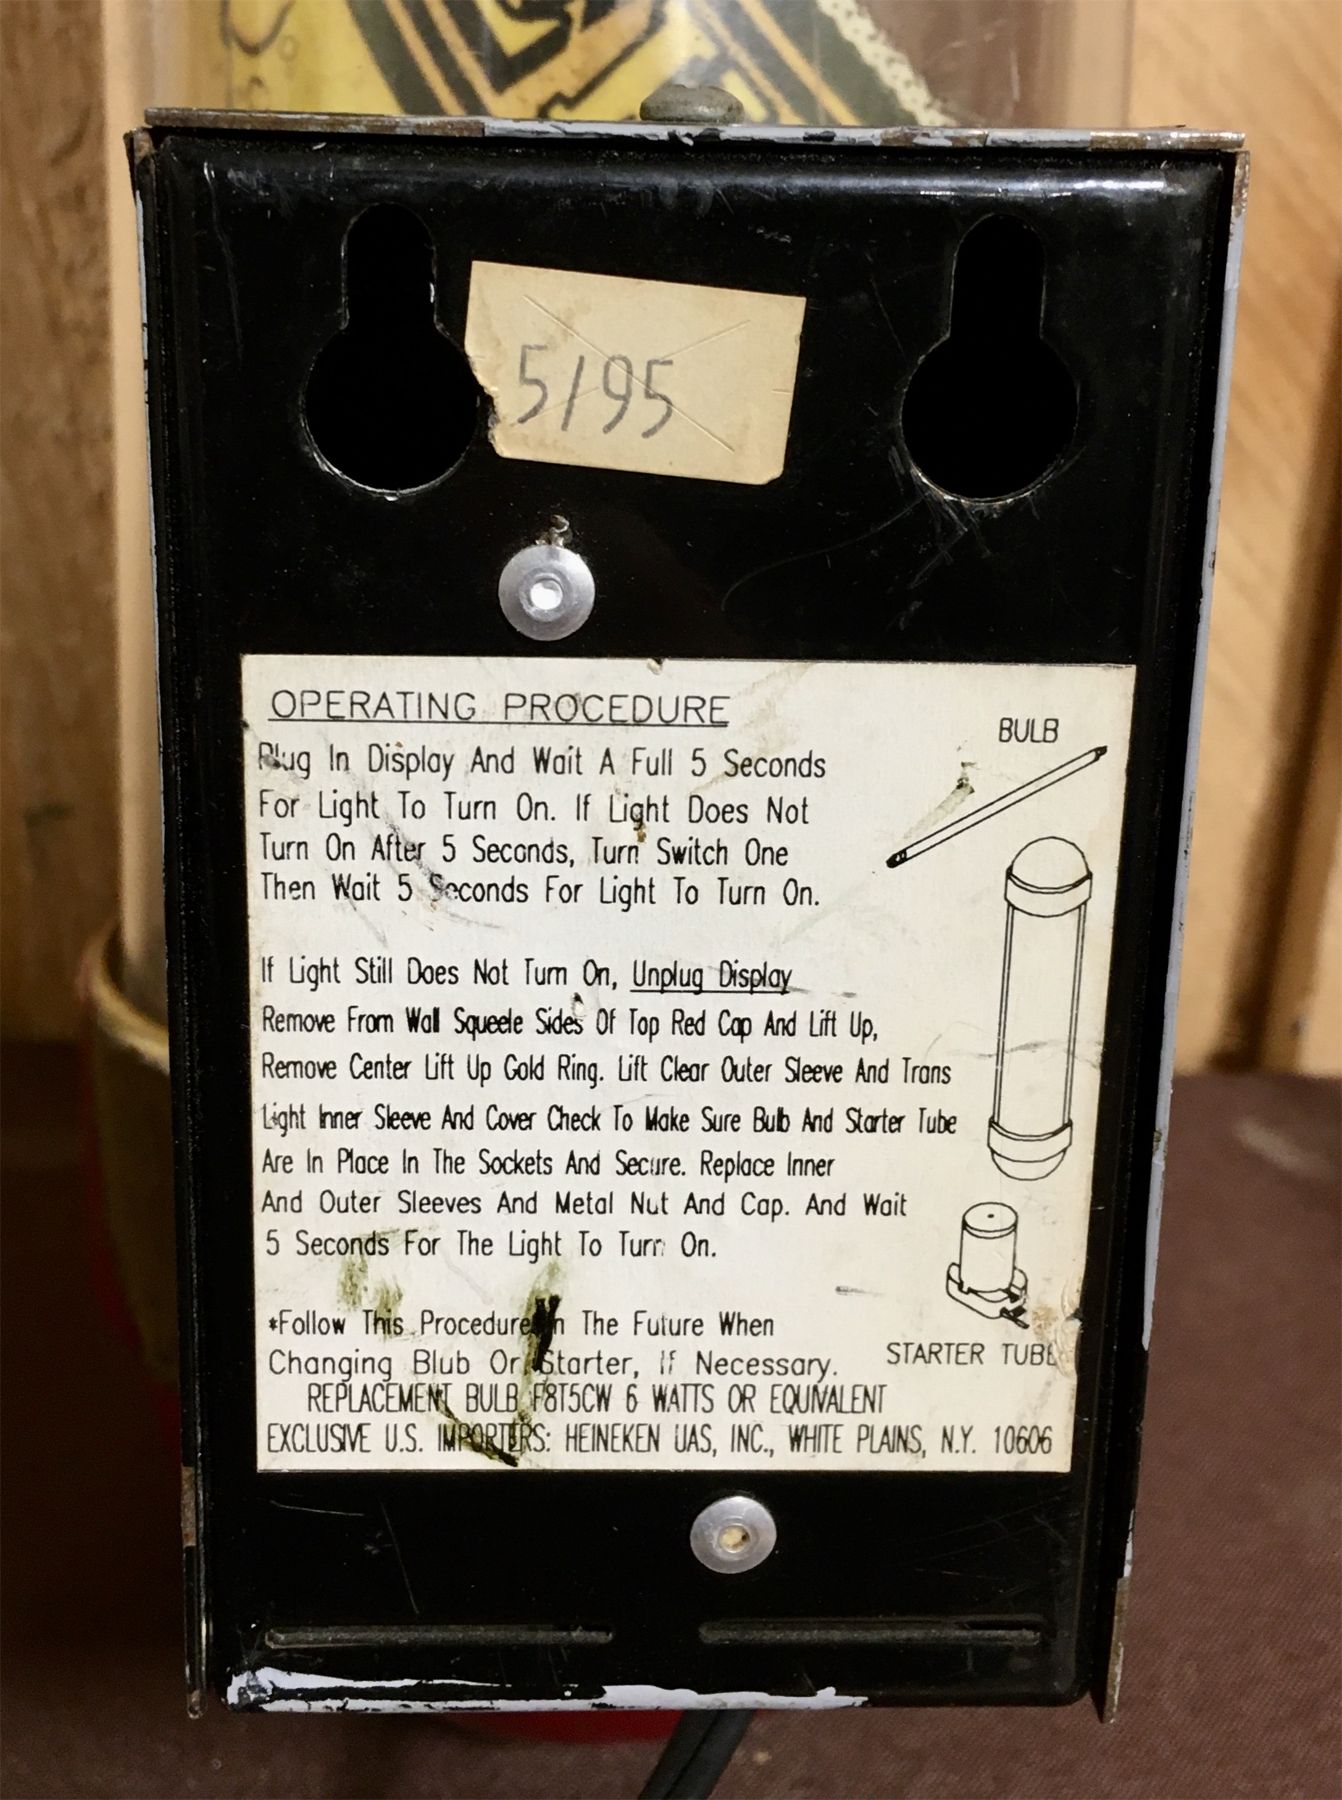 5/95
OPERATING PROCEDURE
Plug In Display And Wait A Full 5 Seconds
For Light To Turn On. If Light Does Not
Turn On After 5 Seconds, Turn Switch One
Then Wait 5 Seconds For Light To Turn On.
If Light Still Does Not Turn On, Unplug Display
Remove From Wall Squeele Sides Of Top Red Cap And Lift Up,
Remove Center Lift Up Gold Ring. Lift Clear Outer Sleeve And Trans
Light Inner Sleeve And Cover Check To Make Sure Bulb And Starter Tube
Are In Place In The Sockets And Secure. Replace Inner
And Outer Sleeves And Metal Nut And Cap. And Wait
5 Seconds For The Light To Turn On.
*Follow This Procedure In The Future When
Changing Blub Or Starter, If Necessary.
REPLACEMENT BULB F8T5CW 6 WATTS OR EQUIVALENT
EXCLUSIVE U.S. IMPORTERS: HEINEKEN UAS, INC., WHITE PLAINS, N.Y. 10606
BULB
STARTER TUBE